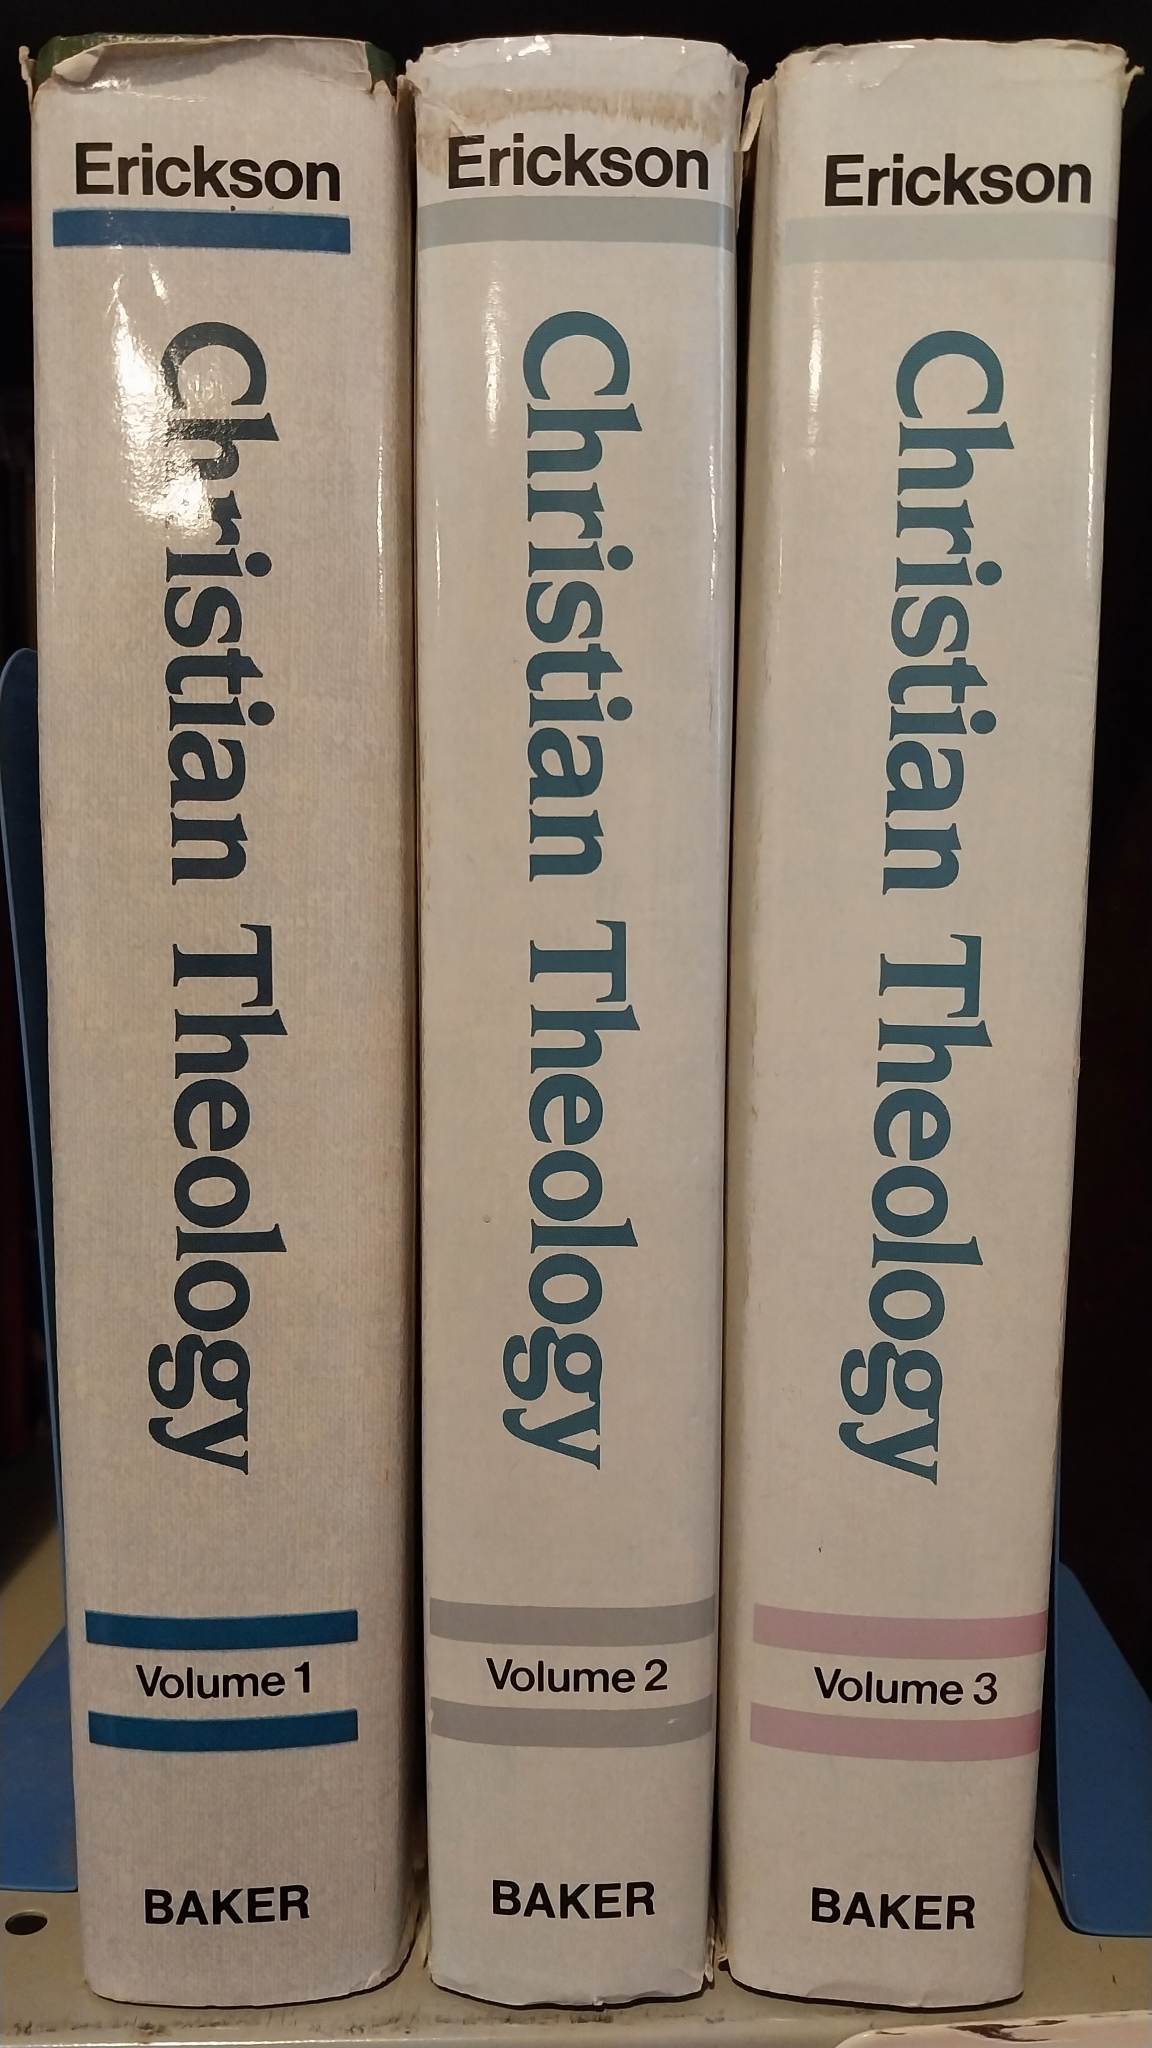 Erickson
Christian Theology
Volume 1
BAKER
Erickson
Christian Theology
Volume 2
BAKER
Erickson
Christian Theology
Volume 3
BAKER